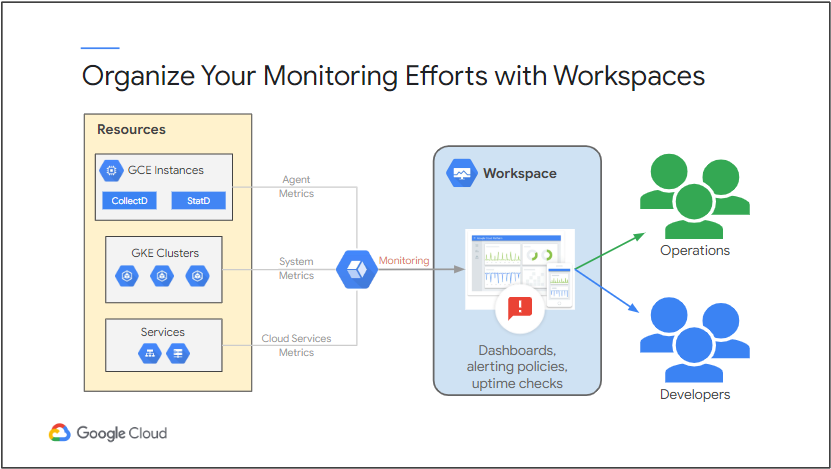 Organize Your Monitoring Efforts with Workspaces
Resources
GCE Instances
CollectD
StatD
Agent
Metrics
GKE Clusters
System
Metrics
Services
Cloud Services
Metrics
Monitoring
Workspace
Dashboards,
alerting policies,
uptime checks
Operations
Developers
Google Cloud